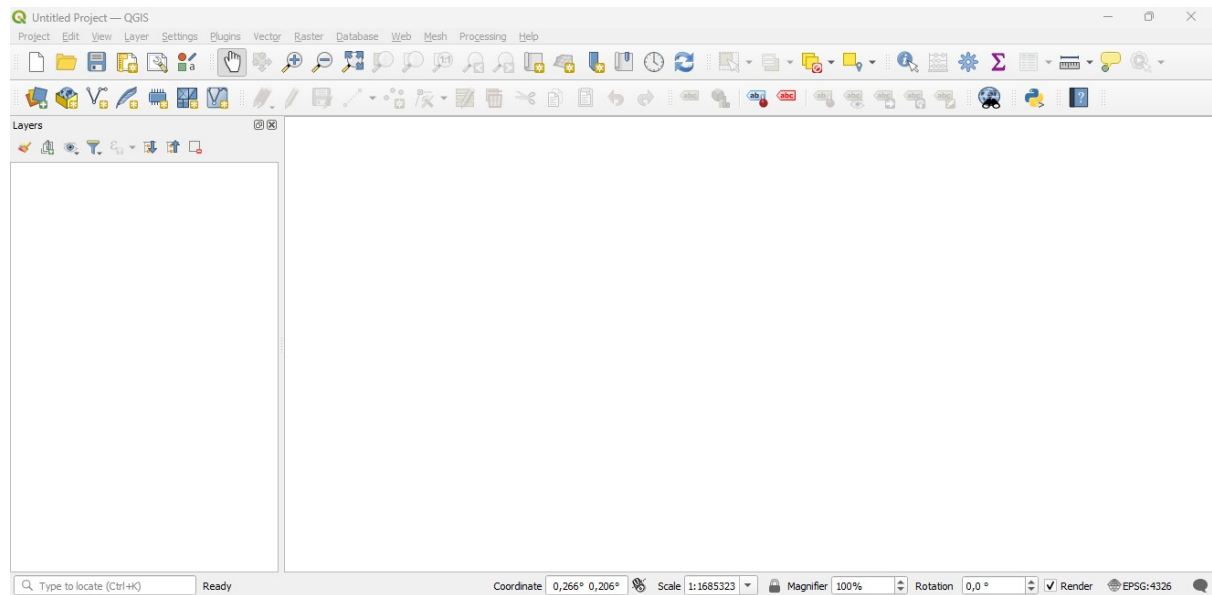 Untitled Project — QGIS
Project Edit View Layer Settings Plugins Vector Raster Database Web Mesh Processing Help
Layers
Type to locate (Ctrl+K) Ready Coordinate 0,266° 0,206° Scale 1:1685323 Magnifier 100% Rotation 0,0 ° Render EPSG:4326